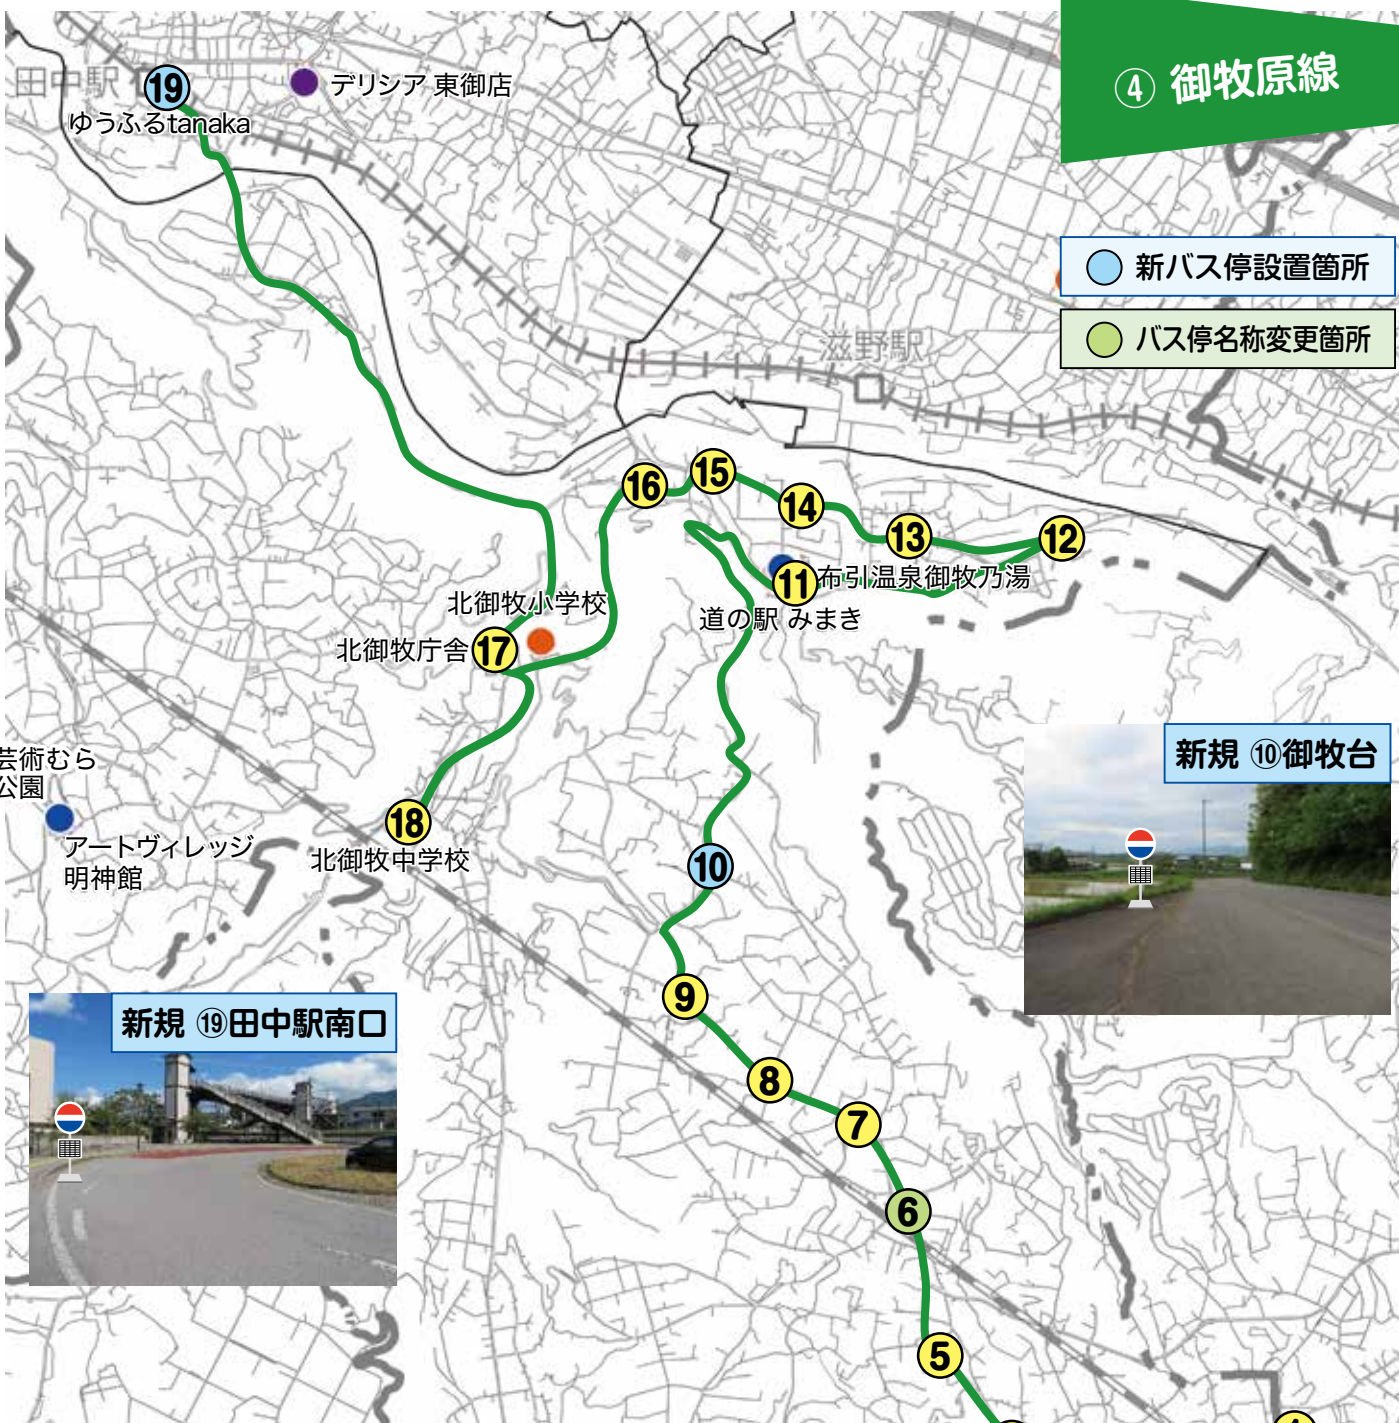 ④ 御牧原線
田中駅
19
デリシア 東御店
ゆうふるtanaka
新バス停設置箇所
バス停名称変更箇所
滋野駅
16
15
14
13
12
11
布引温泉御牧乃湯
道の駅 みまき
北御牧小学校
北御牧庁舎
17
芸術むら
公園
アートヴィレッジ
明神館
18
北御牧中学校
新規 ⑩御牧台
10
9
新規 ⑲田中駅南口
8
7
6
5